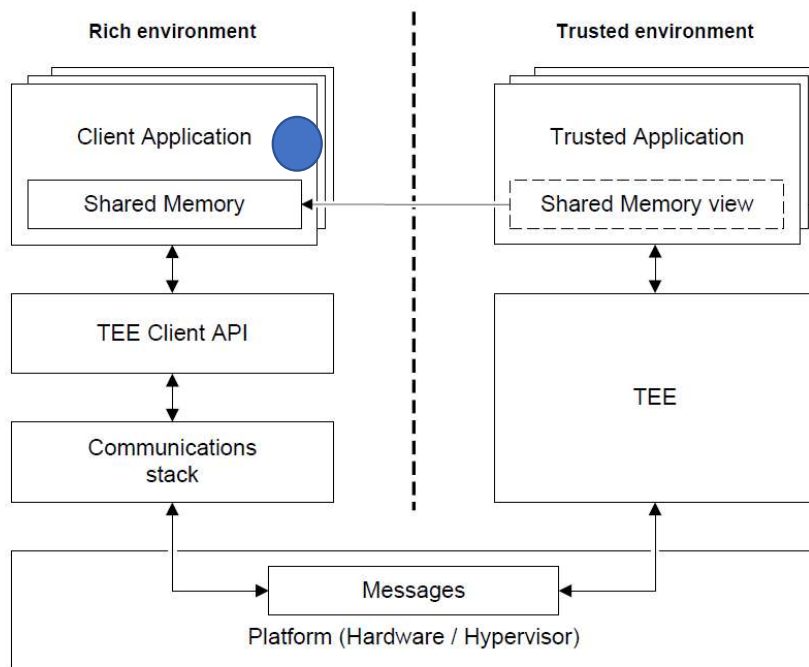 Rich environment
Trusted environment
Client Application
Trusted Application
Shared Memory
Shared Memory view
TEE Client API
TEE
Communications
stack
Messages
Platform (Hardware / Hypervisor)